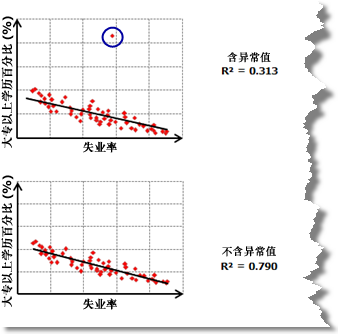 大专以上学历百分比 (%)
含异常值
R² = 0.313
失业率
大专以上学历百分比 (%)
不含异常值
R² = 0.790
失业率